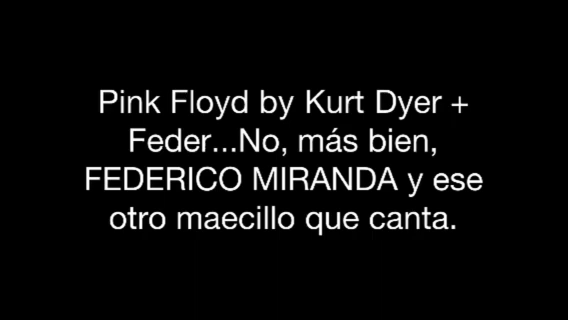 Pink Floyd by Kurt Dyer +
Feder...No, más bien,
FEDERICO MIRANDA y ese
otro maecillo que canta.